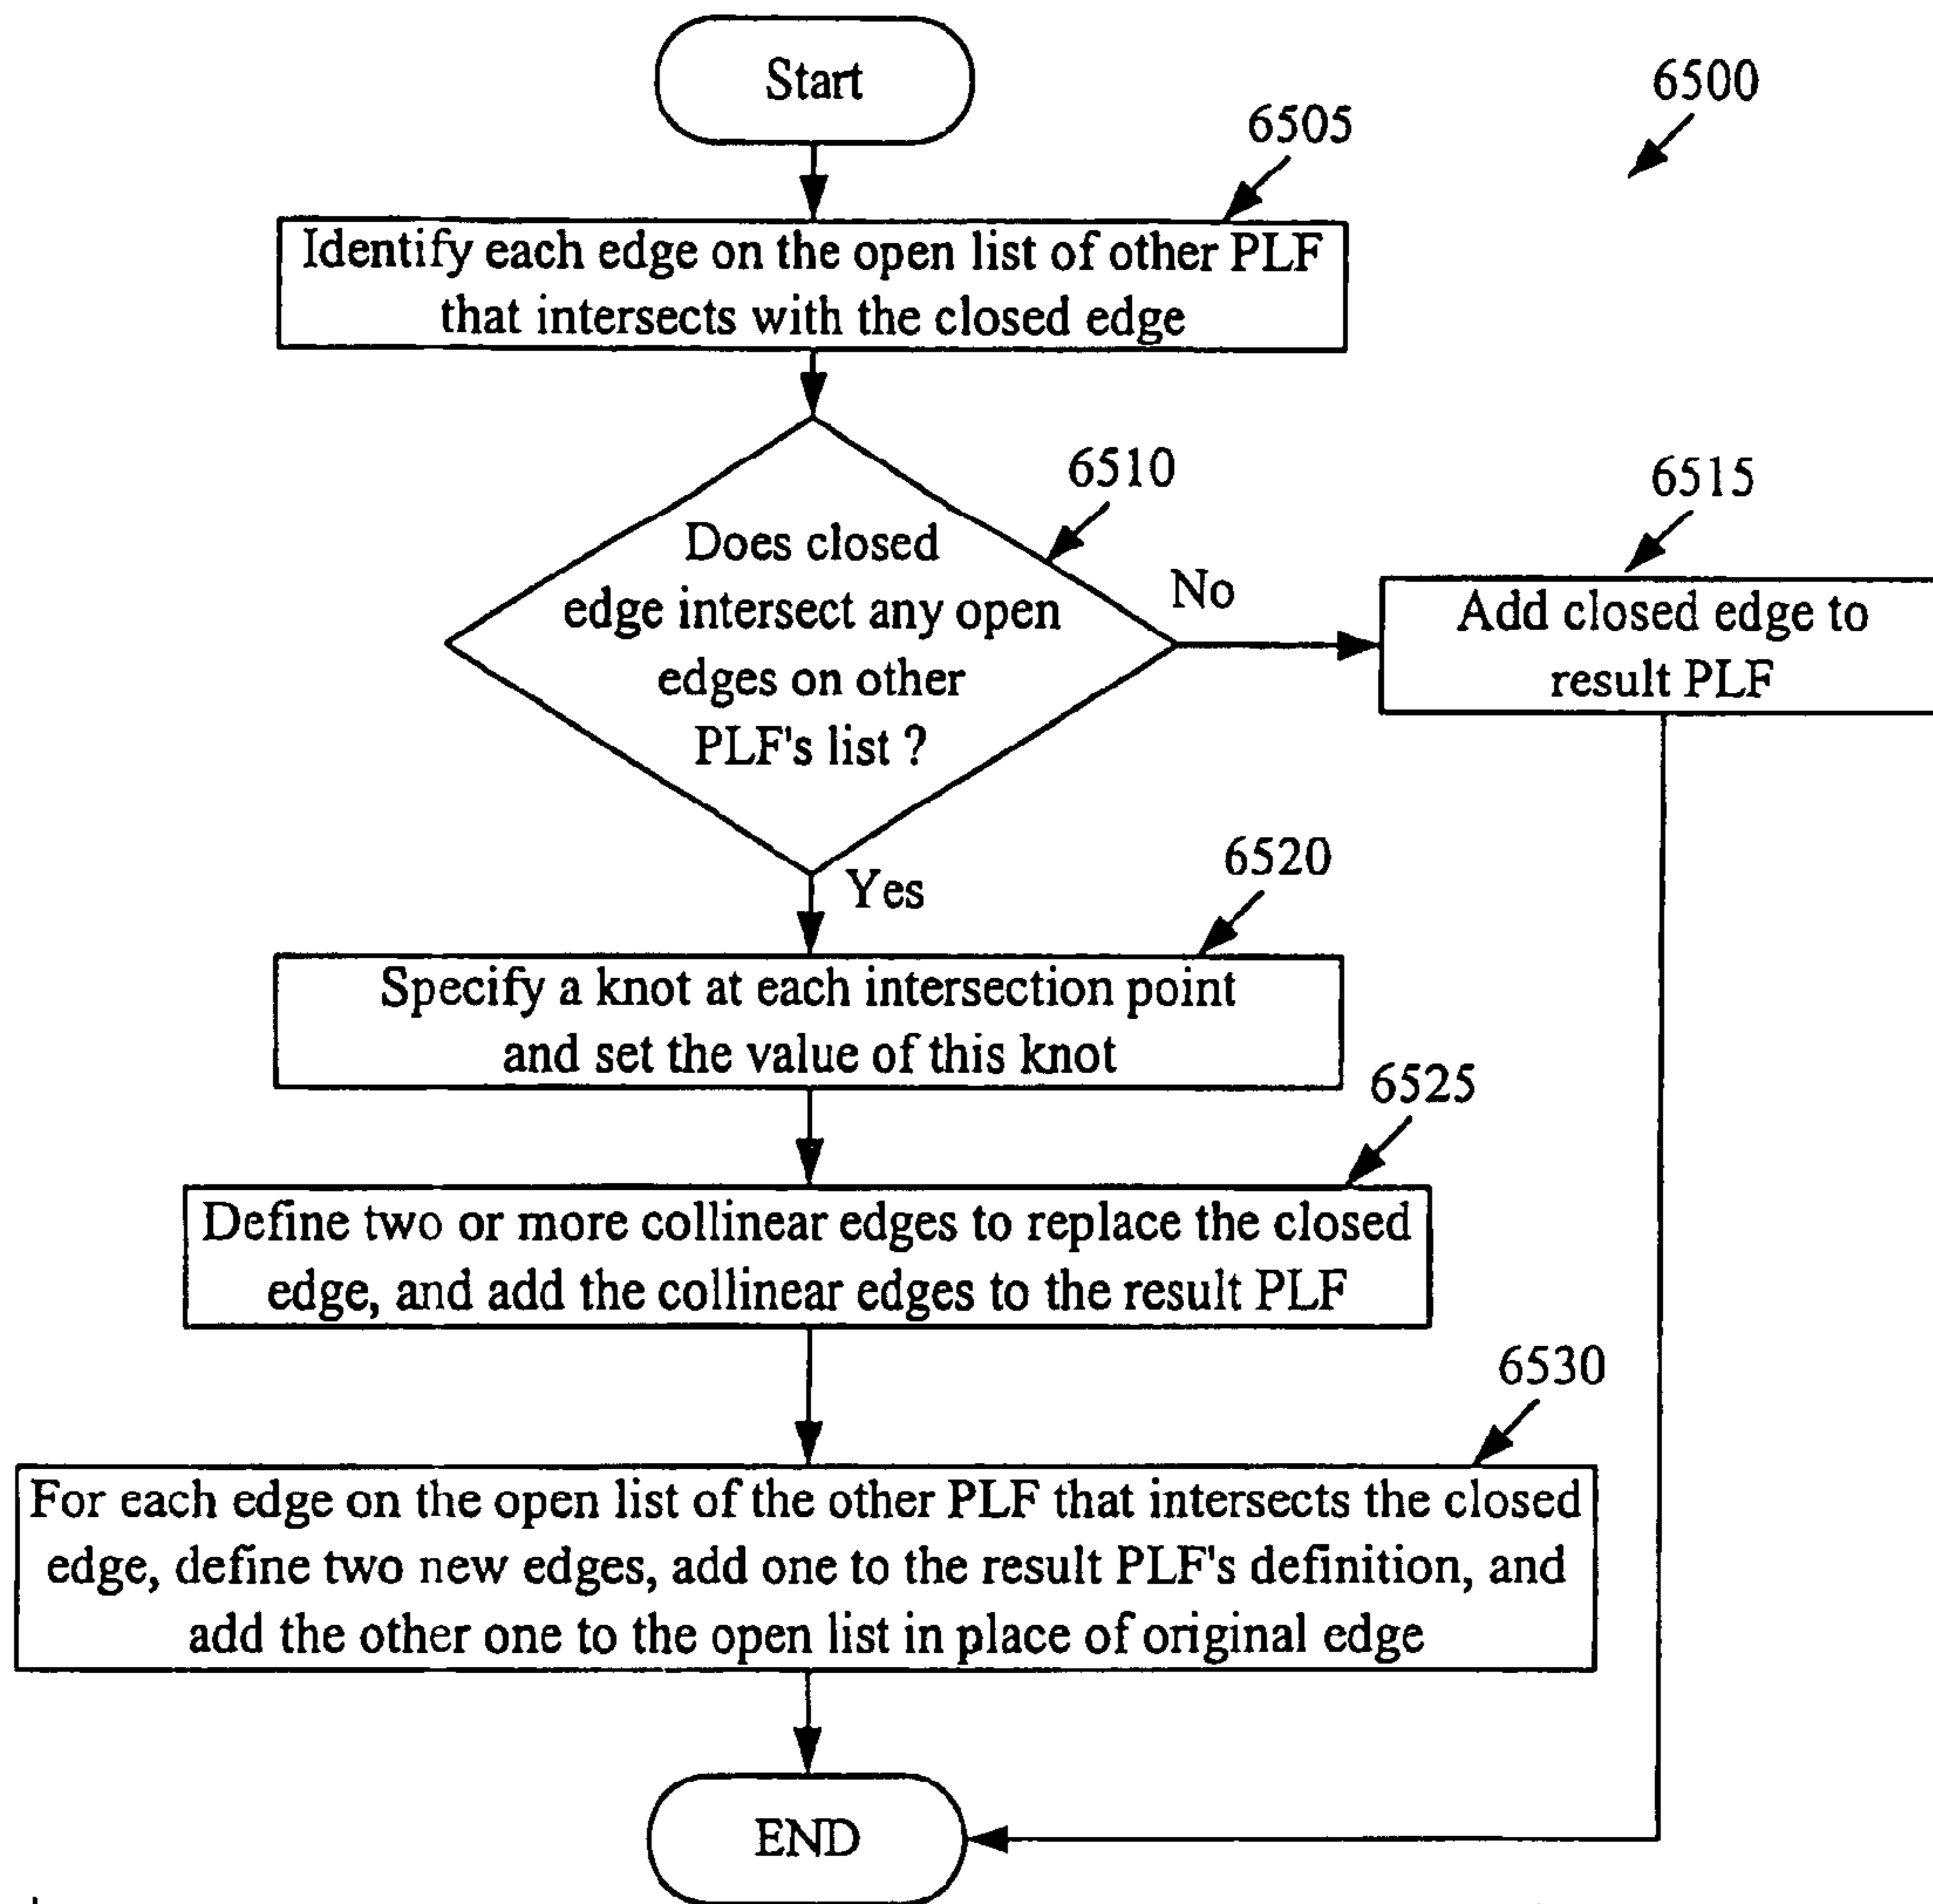 Start
6500
6505
Identify each edge on the open list of other PLF
that intersects with the closed edge
6510
Does closed
edge intersect any open
edges on other
PLF's list ?
No
6515
Add closed edge to
result PLF
Yes
6520
Specify a knot at each intersection point
and set the value of this knot
6525
Define two or more collinear edges to replace the closed
edge, and add the collinear edges to the result PLF
6530
For each edge on the open list of the other PLF that intersects the closed
edge, define two new edges, add one to the result PLF's definition, and
add the other one to the open list in place of original edge
END